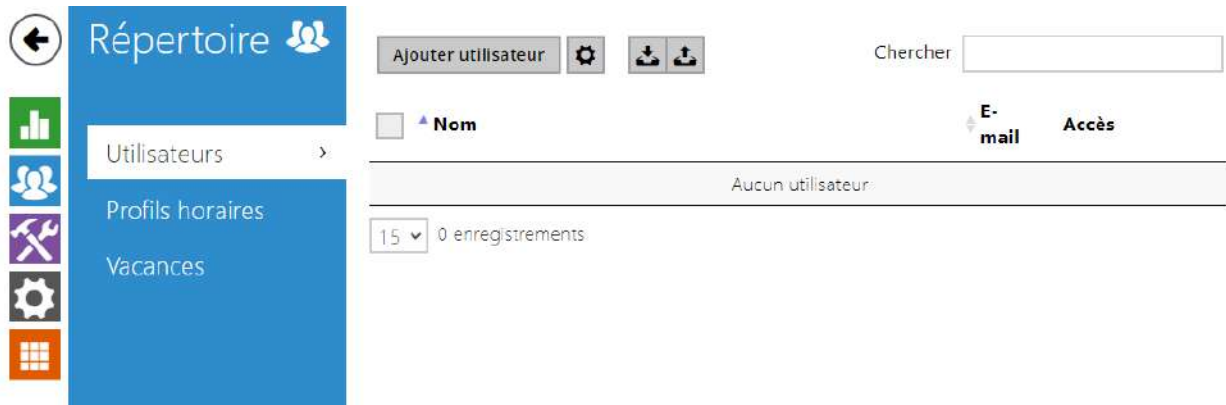 Répertoire
Utilisateurs
Profils horaires
Vacances
Ajouter utilisateur
Chercher
Nom
E-
mail
Accès
Aucun utilisateur
15
0 enregistrements